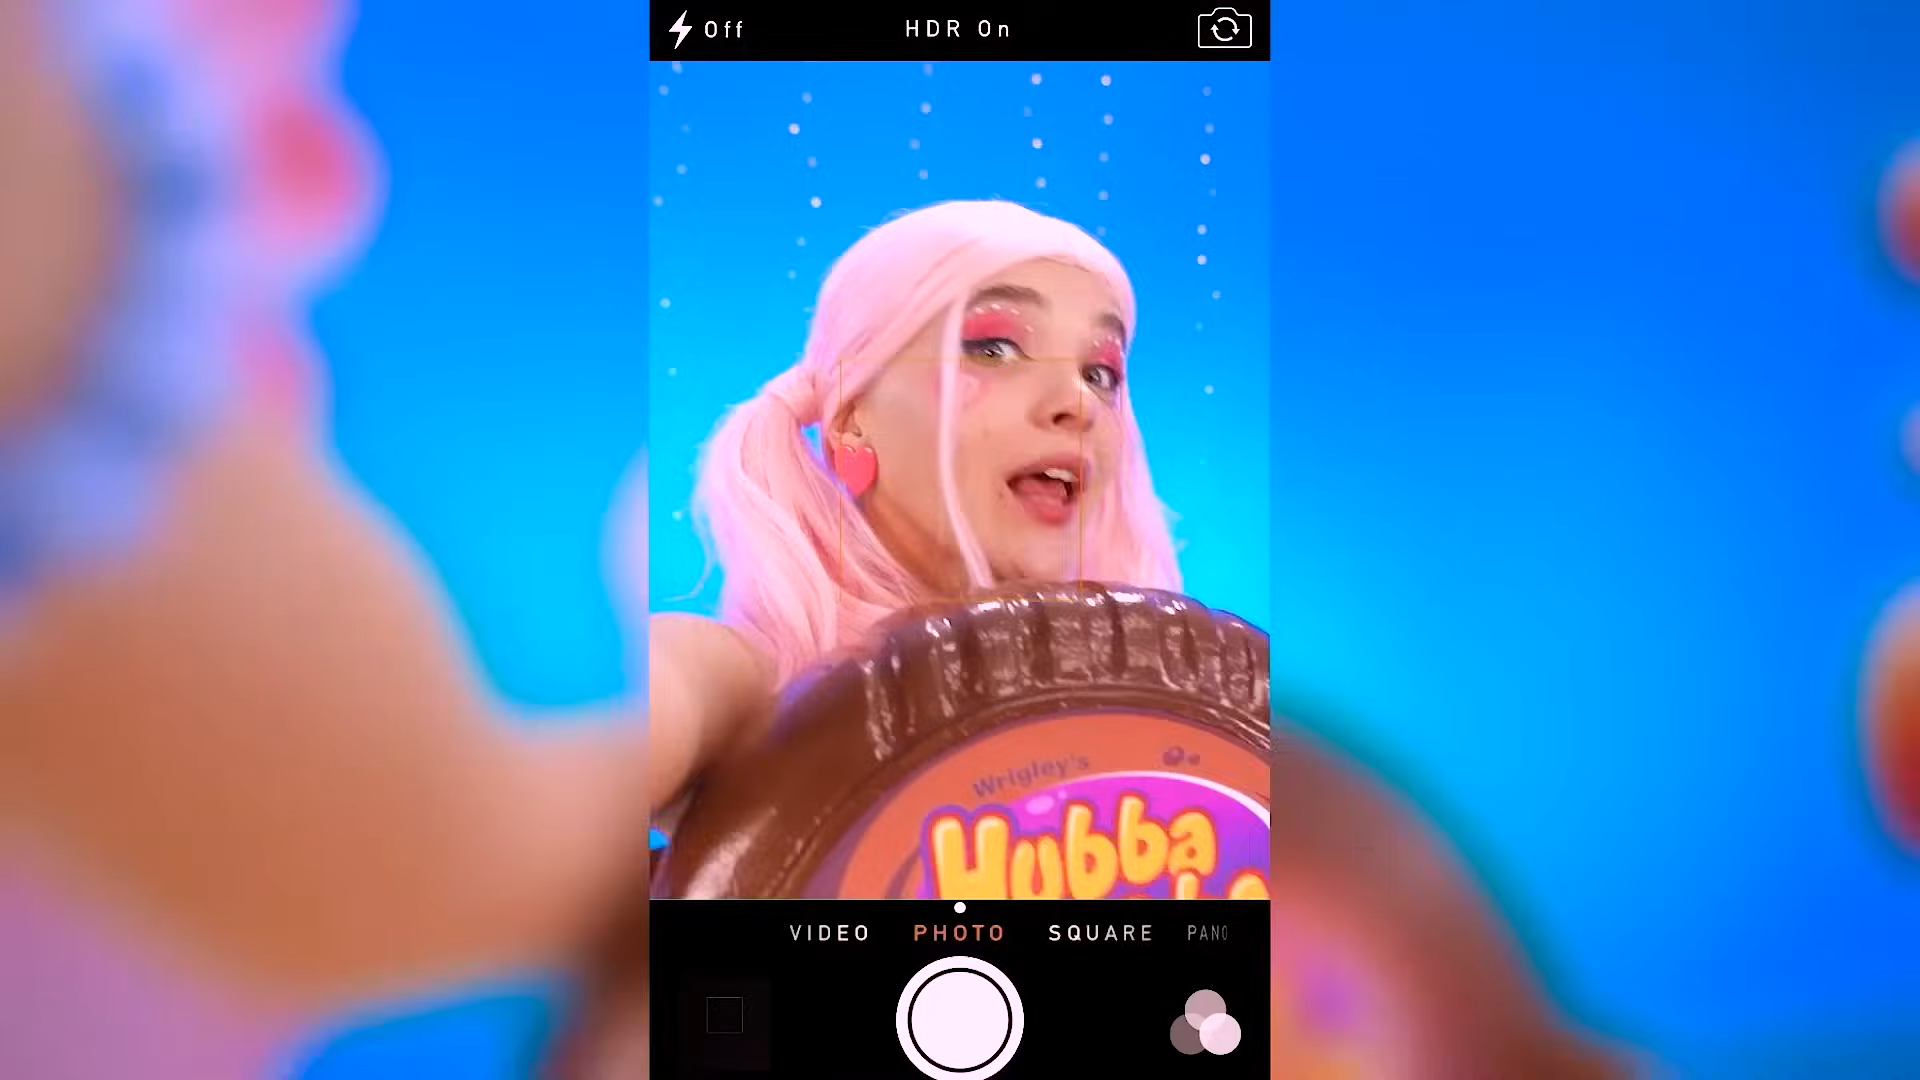 Off
HDR On
Wrigley's
Hubba
VIDEO PHOTO SQUARE PANO